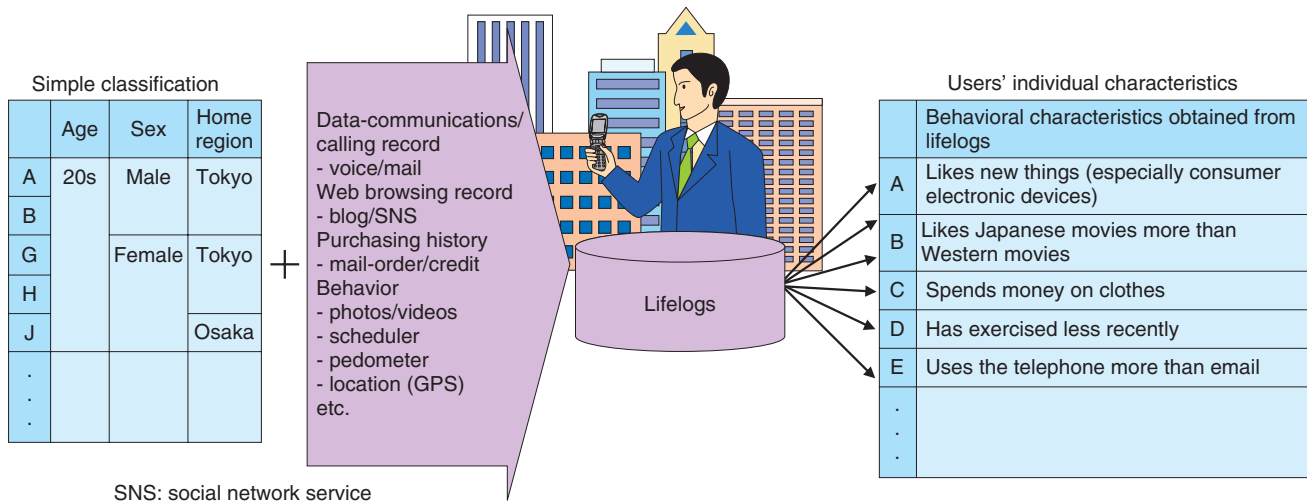 Simple classification
Age Sex Home region
A 20s Male Tokyo
B
G Female Tokyo
H
J Osaka
.
.
.
+
Data-communications/
calling record
- voice/mail
Web browsing record
- blog/SNS
Purchasing history
- mail-order/credit
Behavior
- photos/videos
- scheduler
- pedometer
- location (GPS)
etc.
Lifelogs
Users’ individual characteristics
Behavioral characteristics obtained from
lifelogs
A Likes new things (especially consumer
electronic devices)
B Likes Japanese movies more than
Western movies
C Spends money on clothes
D Has exercised less recently
E Uses the telephone more than email
.
.
.
SNS: social network service